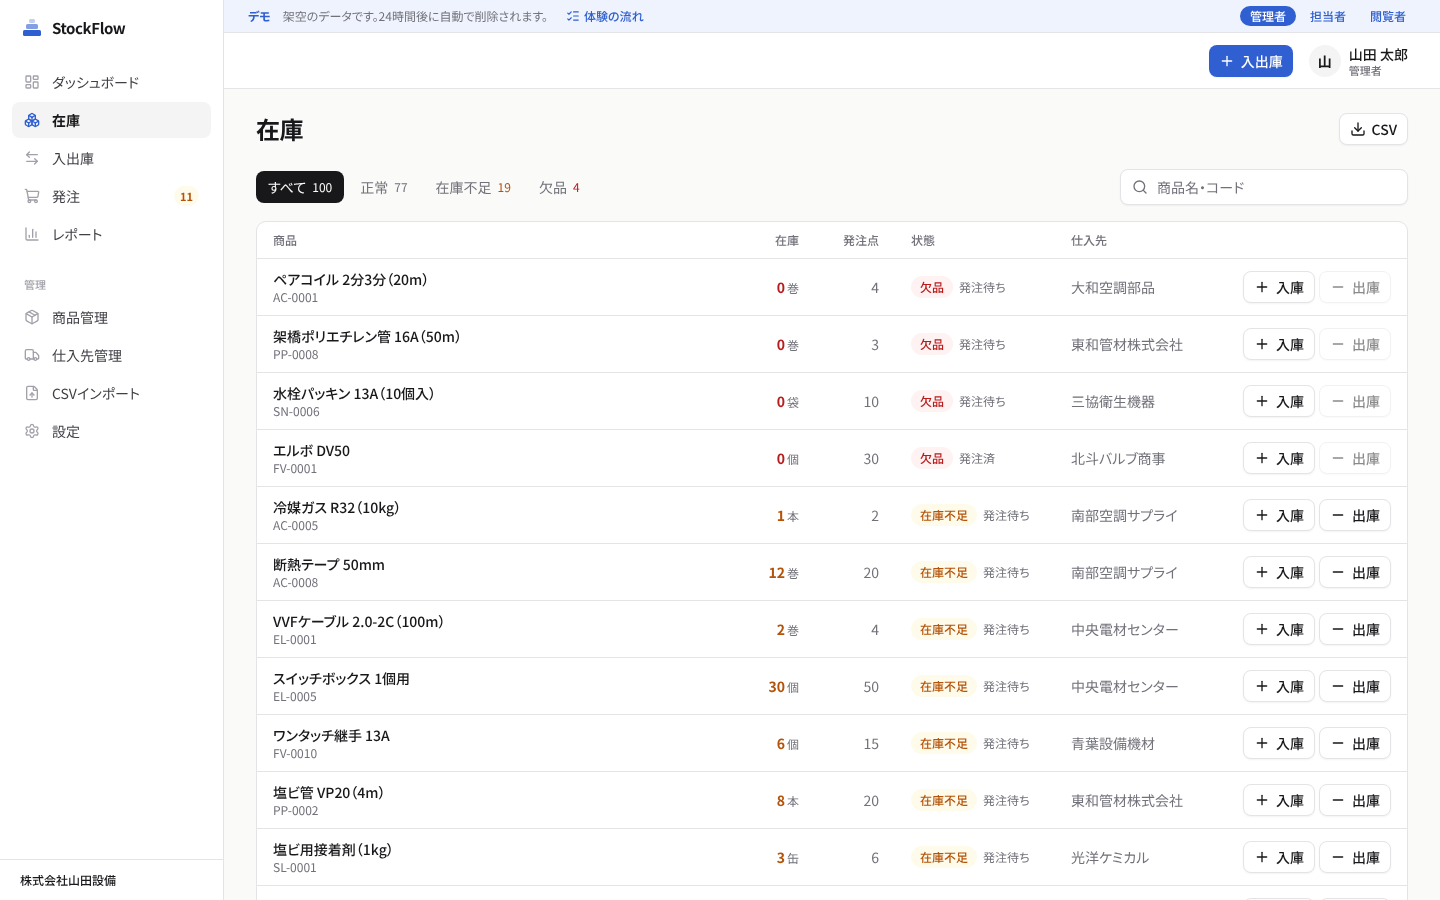 StockFlow
ダッシュボード
在庫
入出庫
発注 11
レポート
管理
商品管理
仕入先管理
CSVインポート
設定
株式会社山田設備
デモ 架空のデータです。24時間後に自動で削除されます。 体験の流れ 管理者 担当者 閲覧者
入出庫 山 山田 太郎
管理者
在庫 CSV
すべて 100 正常 77 在庫不足 19 欠品 4 商品名・コード
商品 在庫 発注点 状態 仕入先
ペアコイル 2分3分（20m）
AC-0001
0 巻 4 欠品 発注待ち 大和空調部品 + 入庫 − 出庫
架橋ポリエチレン管 16A（50m）
PP-0008
0 巻 3 欠品 発注待ち 東和管材株式会社 + 入庫 − 出庫
水栓パッキン 13A（10個入）
SN-0006
0 袋 10 欠品 発注待ち 三協衛生機器 + 入庫 − 出庫
エルボ DV50
FV-0001
0 個 30 欠品 発注済 北斗バルブ商事 + 入庫 − 出庫
冷媒ガス R32（10kg）
AC-0005
1 本 2 在庫不足 発注待ち 南部空調サプライ + 入庫 − 出庫
断熱テープ 50mm
AC-0008
12 巻 20 在庫不足 発注待ち 南部空調サプライ + 入庫 − 出庫
VVFケーブル 2.0-2C（100m）
EL-0001
2 巻 4 在庫不足 発注待ち 中央電材センター + 入庫 − 出庫
スイッチボックス 1個用
EL-0005
30 個 50 在庫不足 発注待ち 中央電材センター + 入庫 − 出庫
ワンタッチ継手 13A
FV-0010
6 個 15 在庫不足 発注待ち 青葉設備機材 + 入庫 − 出庫
塩ビ管 VP20（4m）
PP-0002
8 本 20 在庫不足 発注待ち 東和管材株式会社 + 入庫 − 出庫
塩ビ用接着剤（1kg）
SL-0001
3 缶 6 在庫不足 発注待ち 光洋ケミカル + 入庫 − 出庫